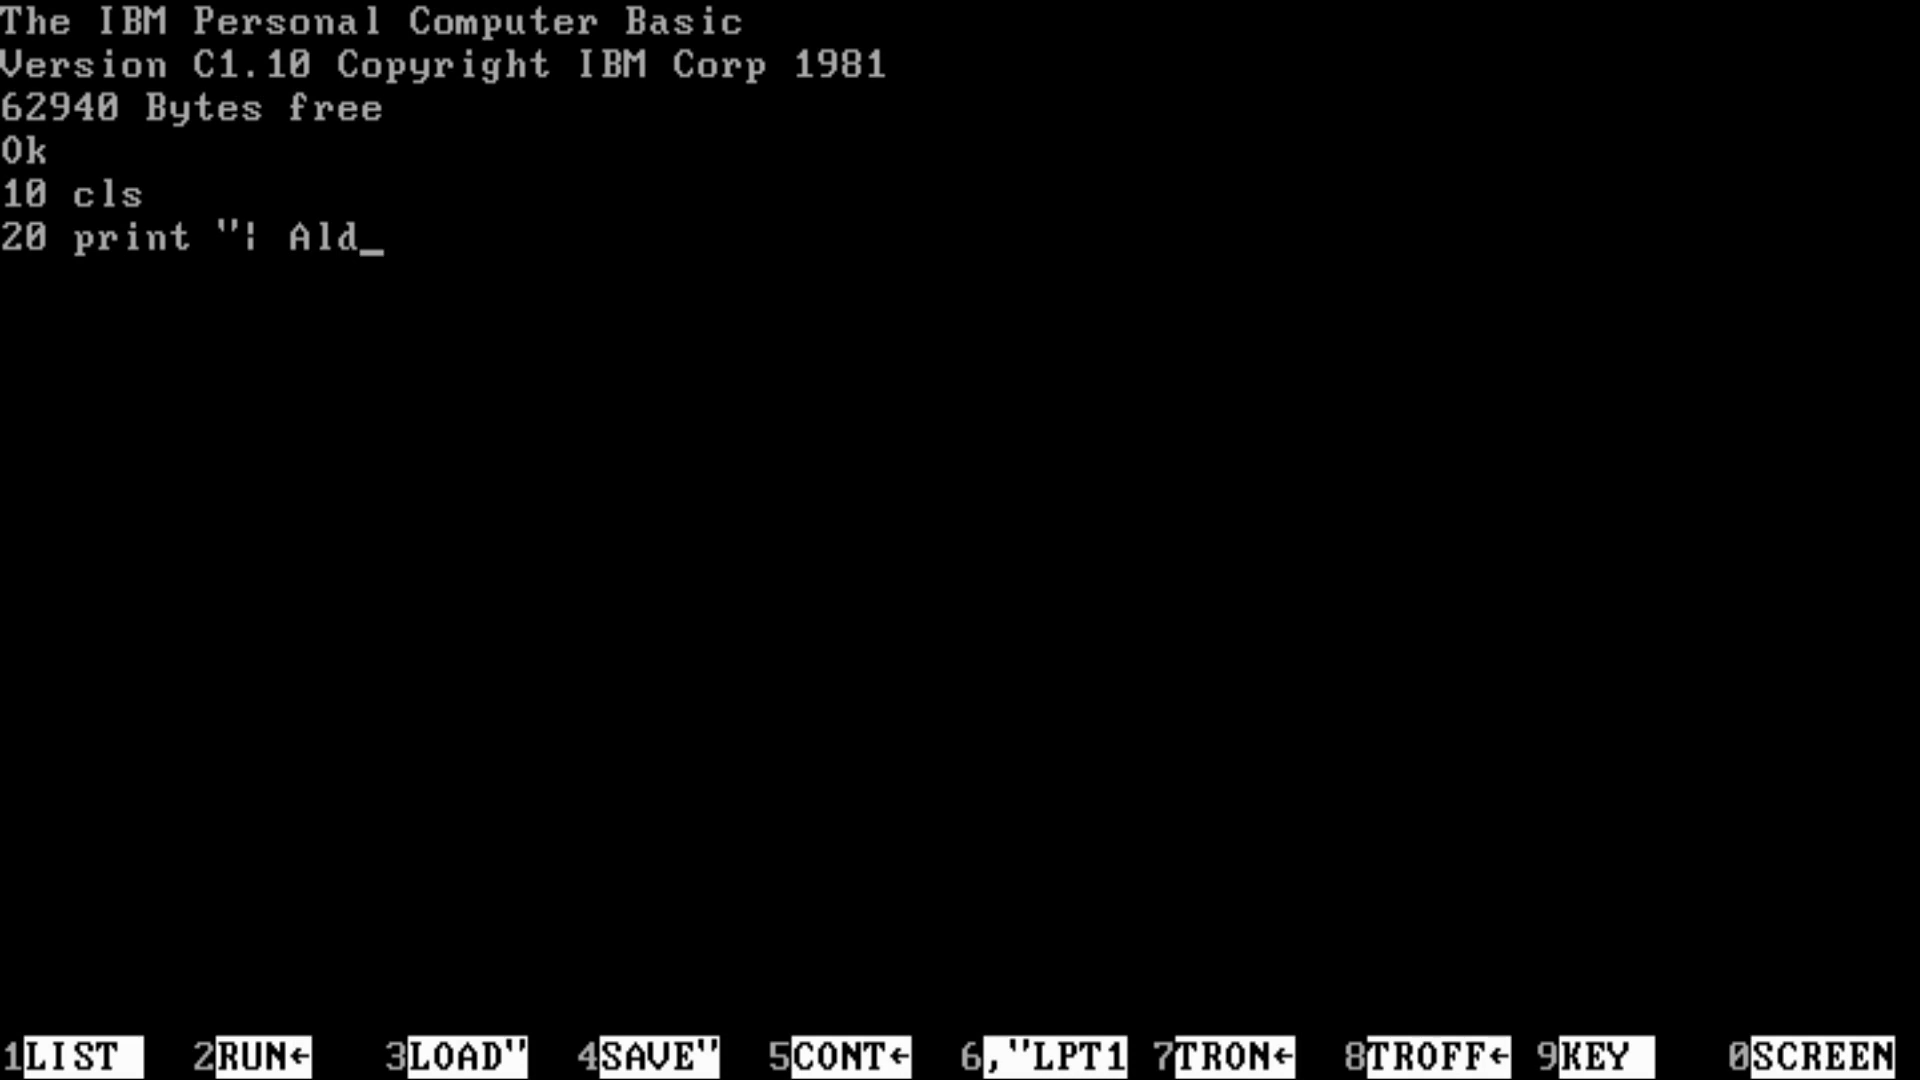 The IBM Personal Computer Basic
Version C1.10 Copyright IBM Corp 1981
62940 Bytes free
Ok
10 cls
20 print "¦ Ald_
1LIST 2RUN← 3LOAD" 4SAVE" 5CONT← 6,"LPT1 7TRON← 8TROFF← 9KEY 0SCREEN